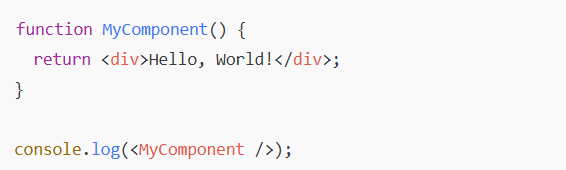 function MyComponent() {
  return <div>Hello, World!</div>;
}

console.log(<MyComponent />);